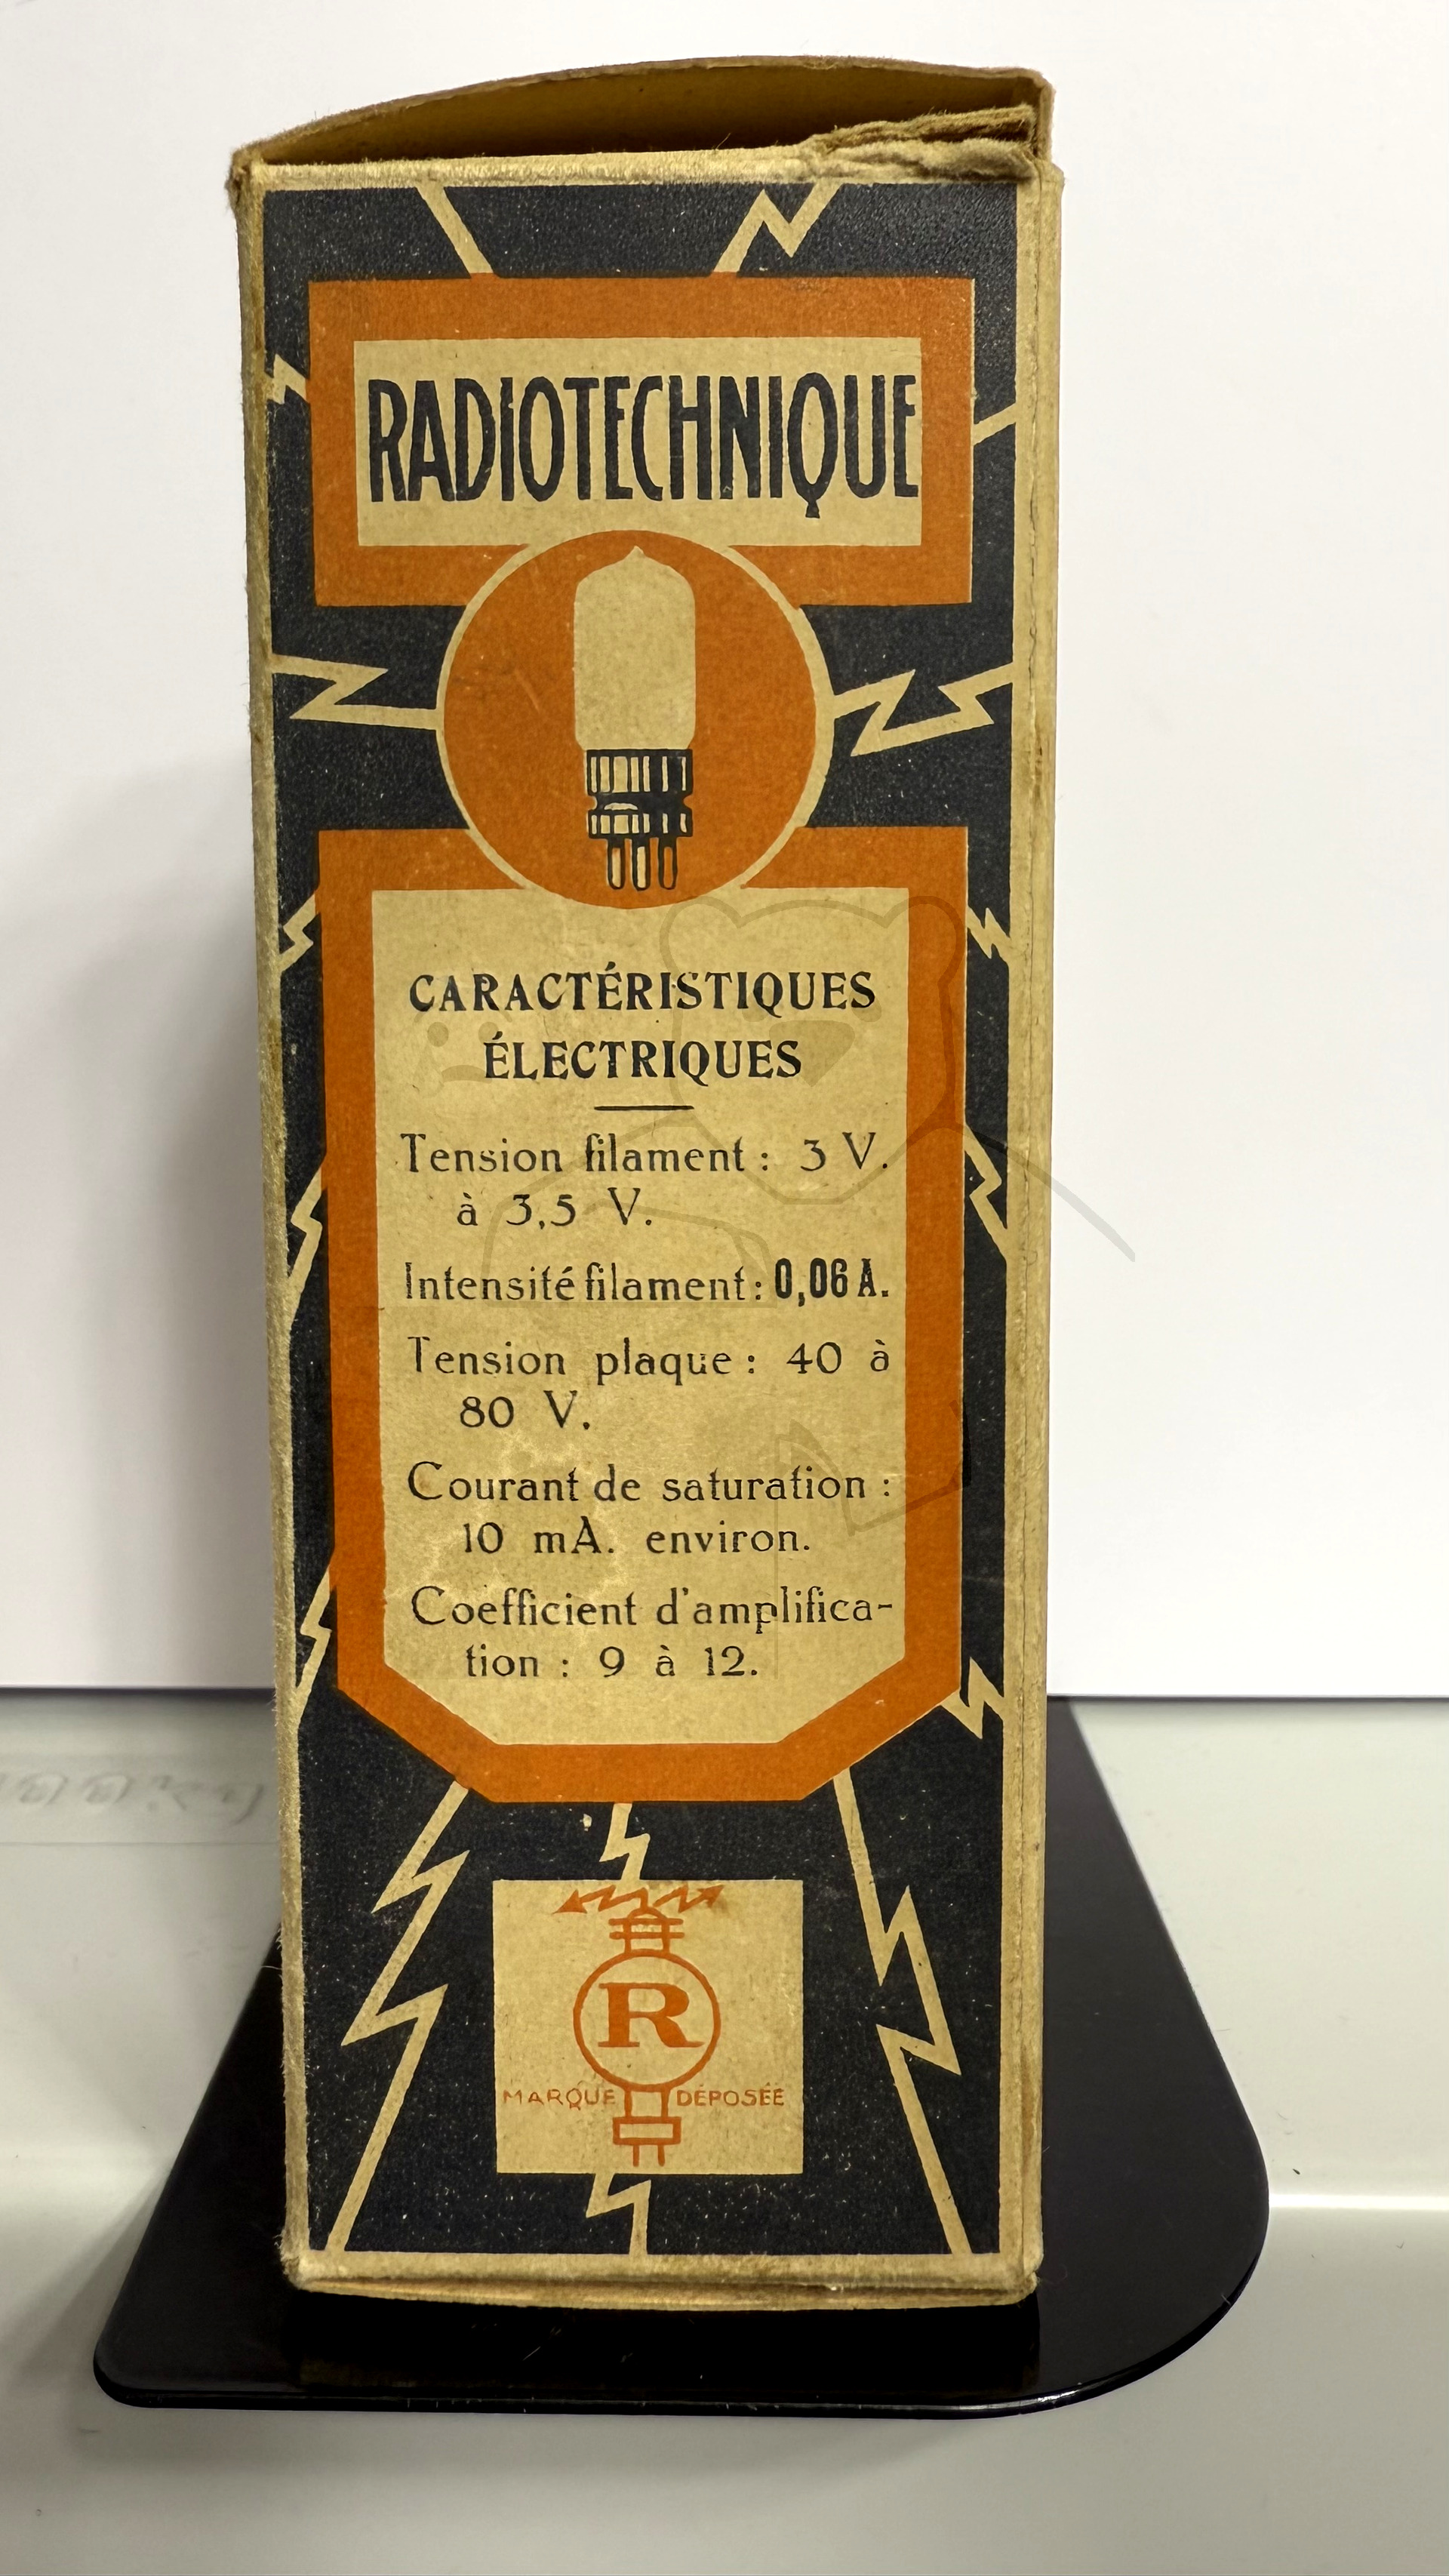 RADIOTECHNIQUE
CARACTÉRISTIQUES
ÉLECTRIQUES
Tension filament : 3 V.
à 3,5 V.
Intensité filament : 0,06 A.
Tension plaque : 40 à
80 V.
Courant de saturation :
10 mA. environ.
Coefficient d'amplifica-
tion : 9 à 12.
R
MARQUE DÉPOSÉE